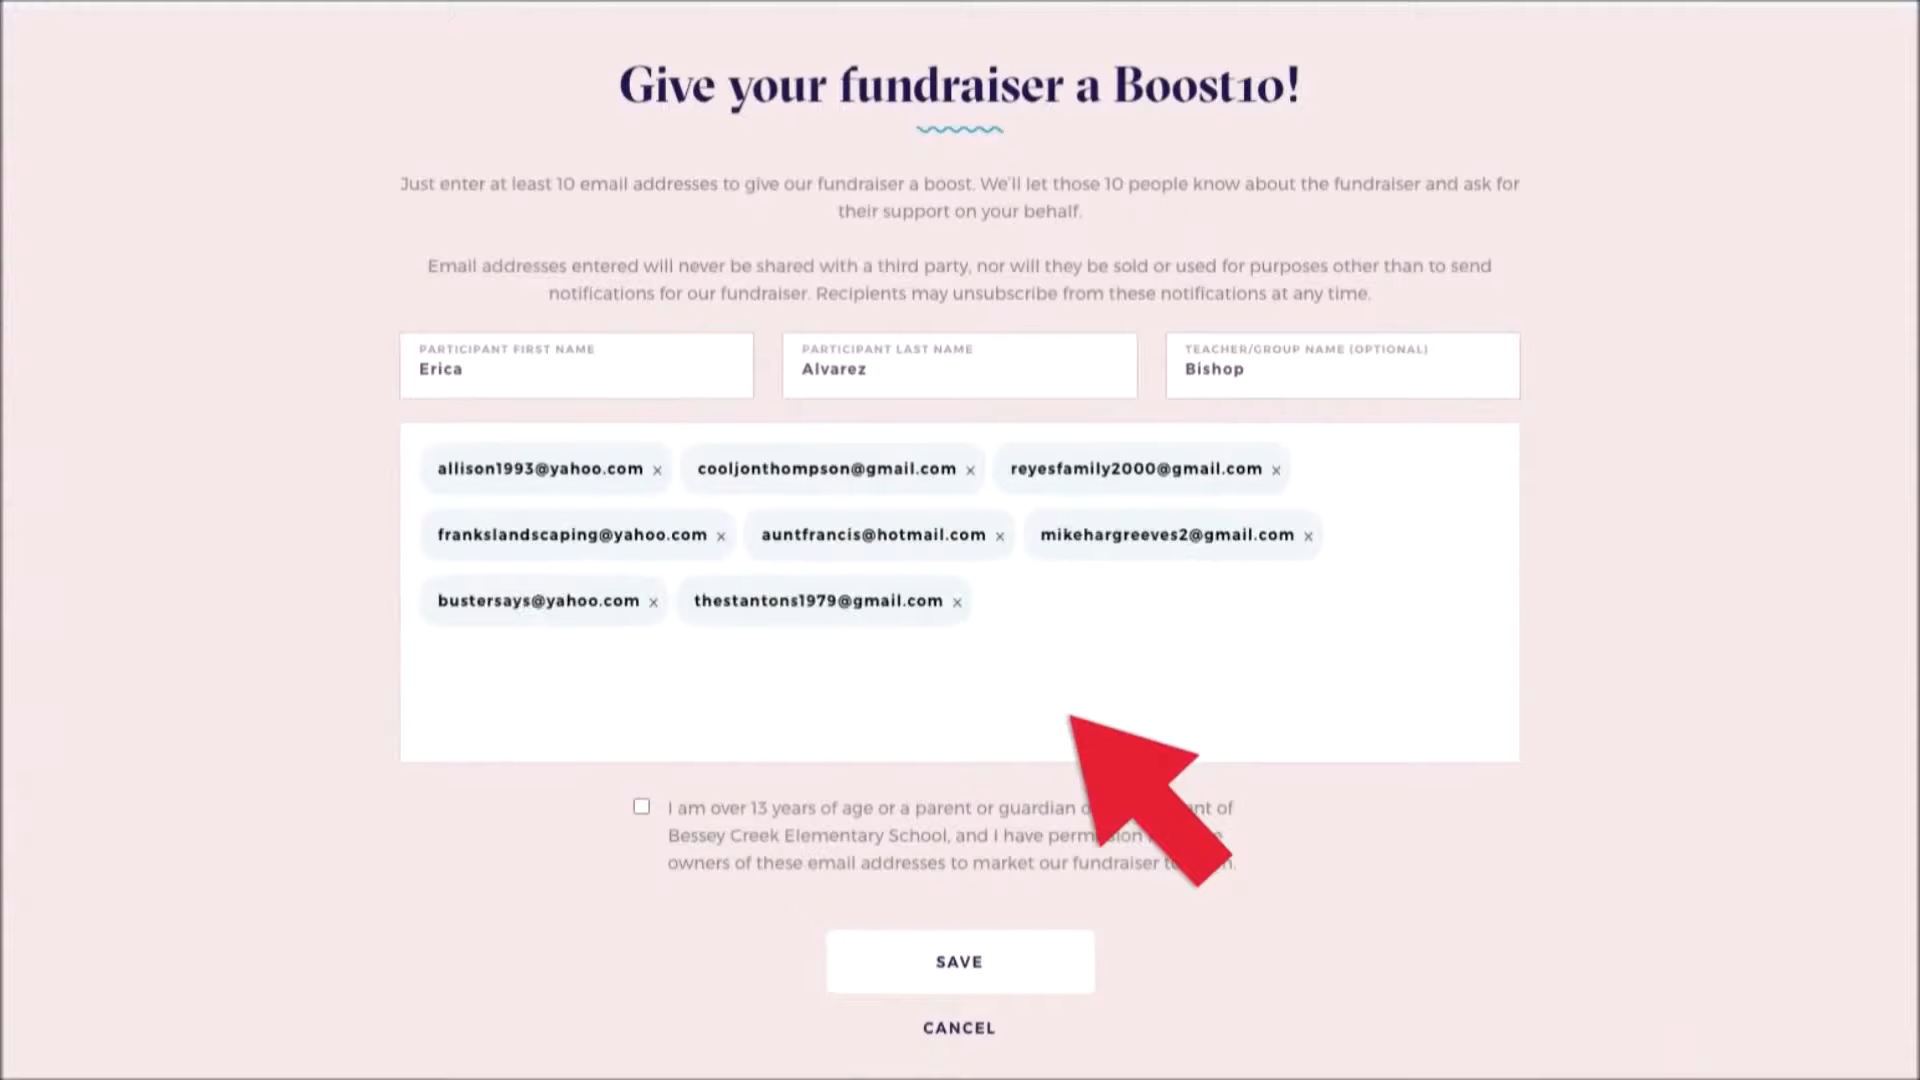 Give your fundraiser a Boost10!
Just enter at least 10 email addresses to give our fundraiser a boost. We'll let those 10 people know about the fundraiser and ask for
their support on your behalf.
Email addresses entered will never be shared with a third party, nor will they be sold or used for purposes other than to send
notifications for our fundraiser. Recipients may unsubscribe from these notifications at any time.
PARTICIPANT FIRST NAME PARTICIPANT LAST NAME TEACHER/GROUP NAME (OPTIONAL)
Erica Alvarez Bishop
allison1993@yahoo.com × cooljonthompson@gmail.com × reyesfamily2000@gmail.com ×
frankslandscaping@yahoo.com × auntfrancis@hotmail.com × mikehargreeves2@gmail.com ×
bustersays@yahoo.com × thestantons1979@gmail.com ×
I am over 13 years of age or a parent or guardian of
Bessey Creek Elementary School, and I have
owners of these email addresses to market our fundraiser
SAVE
CANCEL